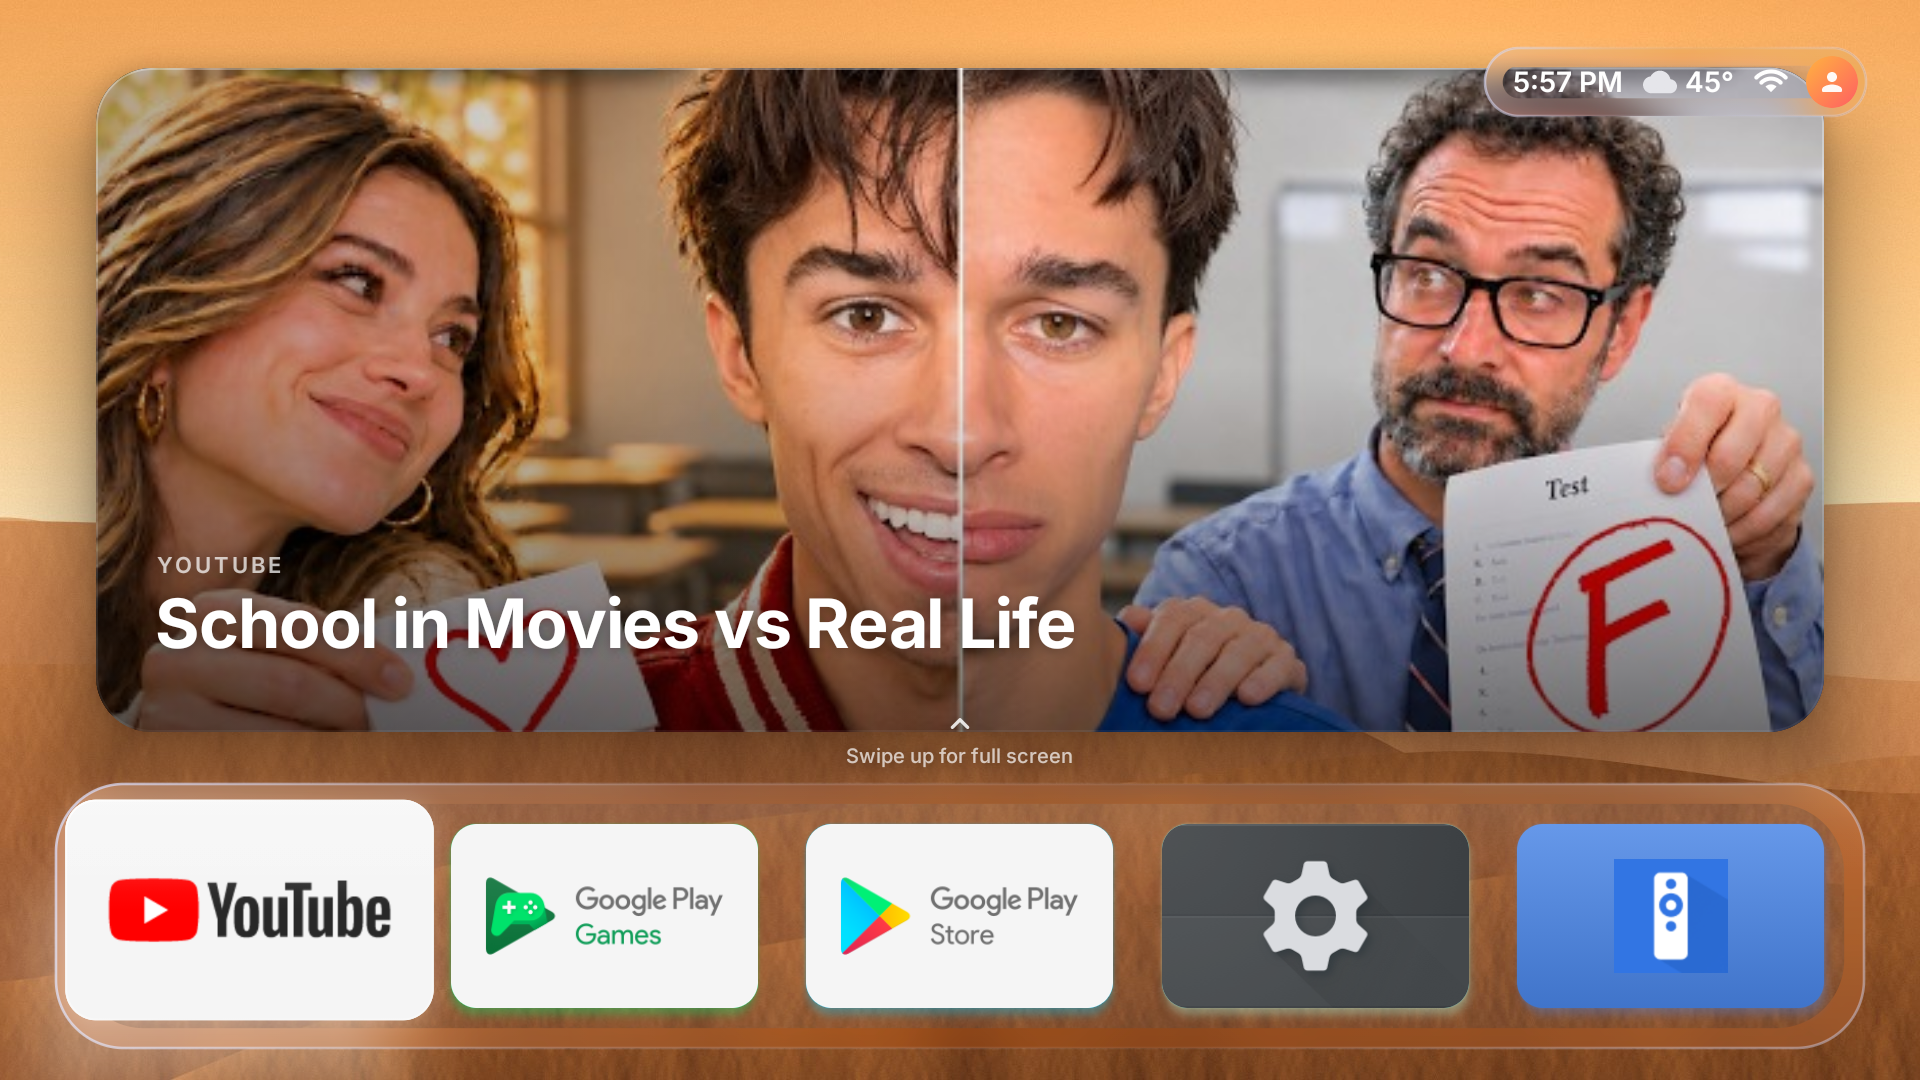 5:57 PM 45°
Test
F
YOUTUBE
School in Movies vs Real Life
Swipe up for full screen
YouTube
Google Play
Games
Google Play
Store